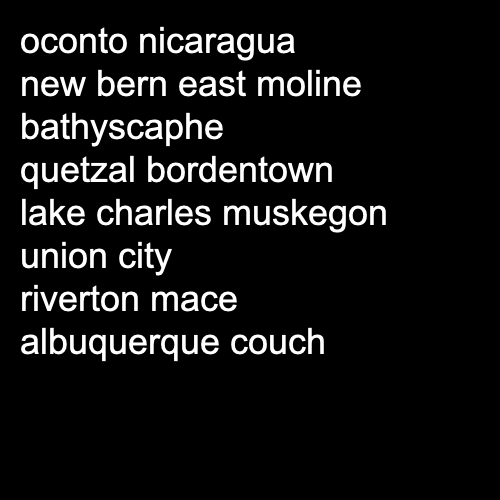 oconto nicaragua
new bern east moline
bathyscaphe
quetzal bordentown
lake charles muskegon
union city
riverton mace
albuquerque couch